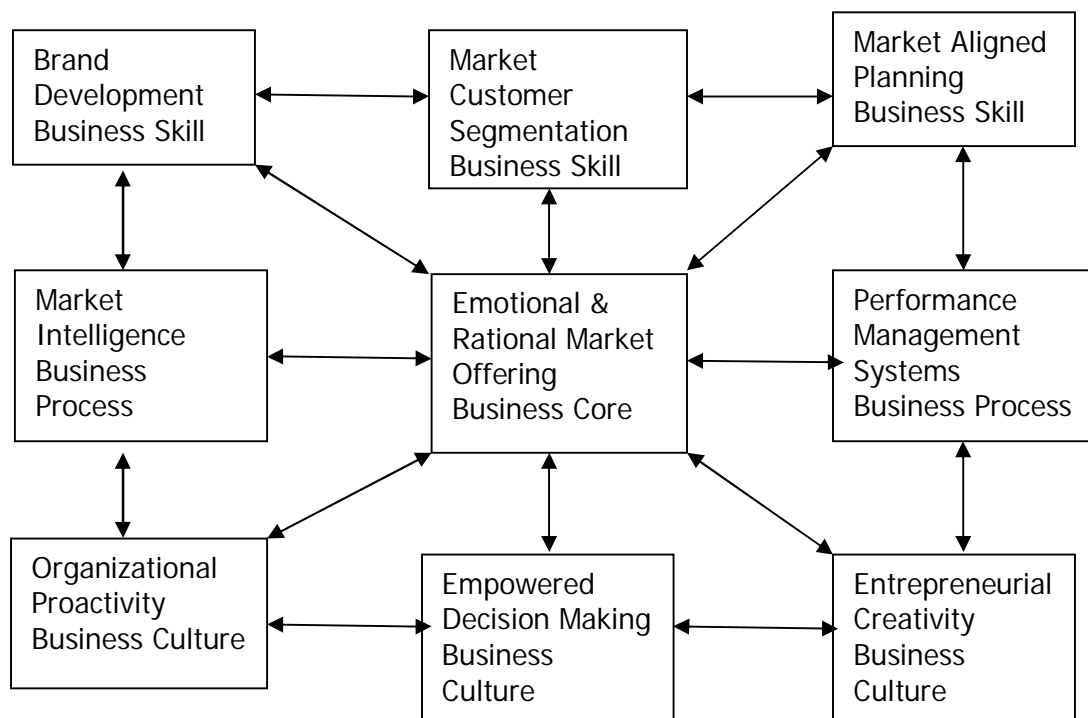 Brand
Development
Business Skill
Market
Customer
Segmentation
Business Skill
Market Aligned
Planning
Business Skill
Market
Intelligence
Business
Process
Emotional &
Rational Market
Offering
Business Core
Performance
Management
Systems
Business Process
Organizational
Proactivity
Business Culture
Empowered
Decision Making
Business
Culture
Entrepreneurial
Creativity
Business
Culture